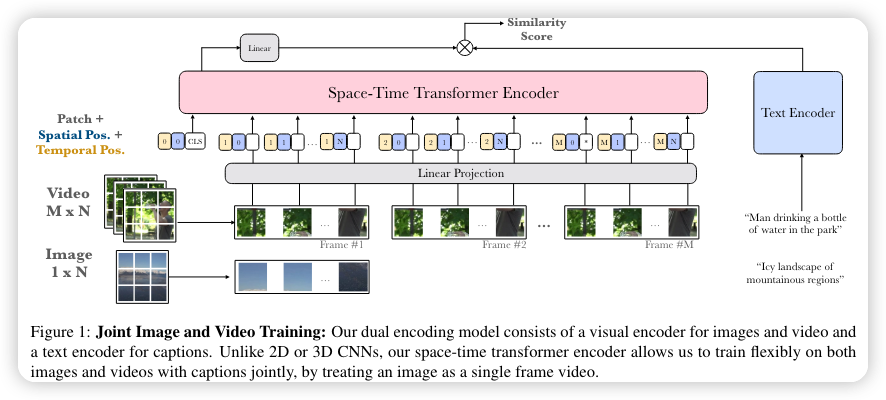 Similarity
Score
Linear
Space-Time Transformer Encoder
Text Encoder
Patch +
Spatial Pos. +
Temporal Pos.
0 0 CLS 1 0 1 1 ... 1 N 2 0 2 1 ... 2 N ... M 0 * M 1 ... M N
Linear Projection
Video
M x N
... ... ... ...
Frame #1 Frame #2 Frame #M
“Man drinking a bottle
of water in the park”
Image
1 x N
...
“Icy landscape of
mountainous regions”
Figure 1: Joint Image and Video Training: Our dual encoding model consists of a visual encoder for images and video and
a text encoder for captions. Unlike 2D or 3D CNNs, our space-time transformer encoder allows us to train flexibly on both
images and videos with captions jointly, by treating an image as a single frame video.